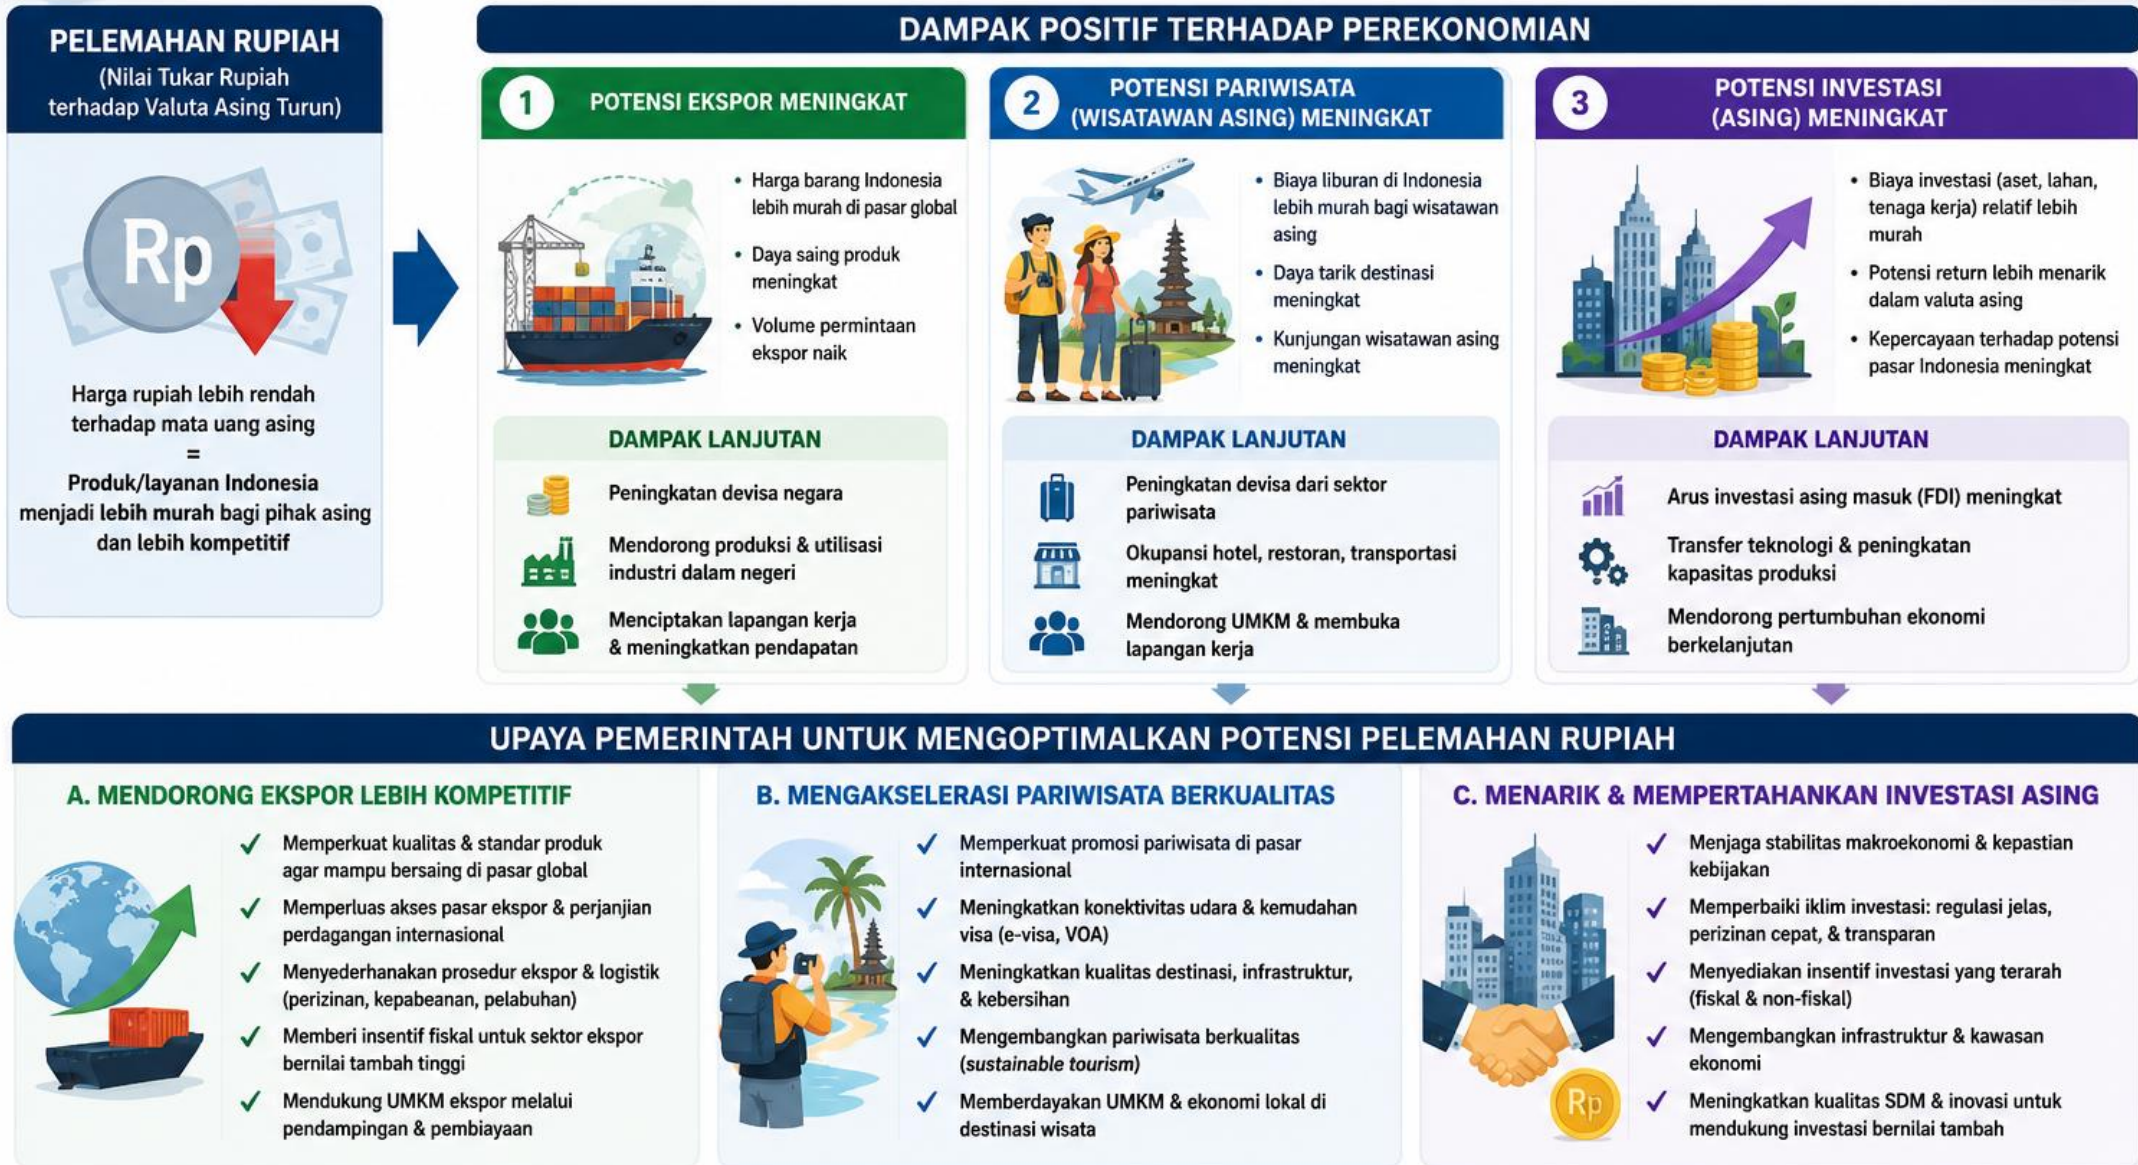 PELEMAHAN RUPIAH
(Nilai Tukar Rupiah
terhadap Valuta Asing Turun)
Rp
Harga rupiah lebih rendah
terhadap mata uang asing
=
Produk/layanan Indonesia
menjadi lebih murah bagi pihak asing
dan lebih kompetitif
DAMPAK POSITIF TERHADAP PEREKONOMIAN
1
POTENSI EKSPOR MENINGKAT
• Harga barang Indonesia
lebih murah di pasar global
• Daya saing produk
meningkat
• Volume permintaan
ekspor naik
DAMPAK LANJUTAN
Peningkatan devisa negara
Mendorong produksi & utilisasi
industri dalam negeri
Menciptakan lapangan kerja
& meningkatkan pendapatan
2
POTENSI PARIWISATA
(WISATAWAN ASING) MENINGKAT
• Biaya liburan di Indonesia
lebih murah bagi wisatawan
asing
• Daya tarik destinasi
meningkat
• Kunjungan wisatawan asing
meningkat
DAMPAK LANJUTAN
Peningkatan devisa dari sektor
pariwisata
Okupansi hotel, restoran, transportasi
meningkat
Mendorong UMKM & membuka
lapangan kerja
3
POTENSI INVESTASI
(ASING) MENINGKAT
• Biaya investasi (aset, lahan,
tenaga kerja) relatif lebih
murah
• Potensi return lebih menarik
dalam valuta asing
• Kepercayaan terhadap potensi
pasar Indonesia meningkat
DAMPAK LANJUTAN
Arus investasi asing masuk (FDI) meningkat
Transfer teknologi & peningkatan
kapasitas produksi
Mendorong pertumbuhan ekonomi
berkelanjutan
UPAYA PEMERINTAH UNTUK MENGOPTIMALKAN POTENSI PELEMAHAN RUPIAH
A. MENDORONG EKSPOR LEBIH KOMPETITIF
✓ Memperkuat kualitas & standar produk
agar mampu bersaing di pasar global
✓ Memperluas akses pasar ekspor & perjanjian
perdagangan internasional
✓ Menyederhanakan prosedur ekspor & logistik
(perizinan, kepabeanan, pelabuhan)
✓ Memberi insentif fiskal untuk sektor ekspor
bernilai tambah tinggi
✓ Mendukung UMKM ekspor melalui
pendampingan & pembiayaan
B. MENGAKSELERASI PARIWISATA BERKUALITAS
✓ Memperkuat promosi pariwisata di pasar
internasional
✓ Meningkatkan konektivitas udara & kemudahan
visa (e-visa, VOA)
✓ Meningkatkan kualitas destinasi, infrastruktur,
& kebersihan
✓ Mengembangkan pariwisata berkualitas
(sustainable tourism)
✓ Memberdayakan UMKM & ekonomi lokal di
destinasi wisata
C. MENARIK & MEMPERTAHANKAN INVESTASI ASING
✓ Menjaga stabilitas makroekonomi & kepastian
kebijakan
✓ Memperbaiki iklim investasi: regulasi jelas,
perizinan cepat, & transparan
✓ Menyediakan insentif investasi yang terarah
(fiskal & non-fiskal)
✓ Mengembangkan infrastruktur & kawasan
ekonomi
✓ Meningkatkan kualitas SDM & inovasi untuk
mendukung investasi bernilai tambah
Rp